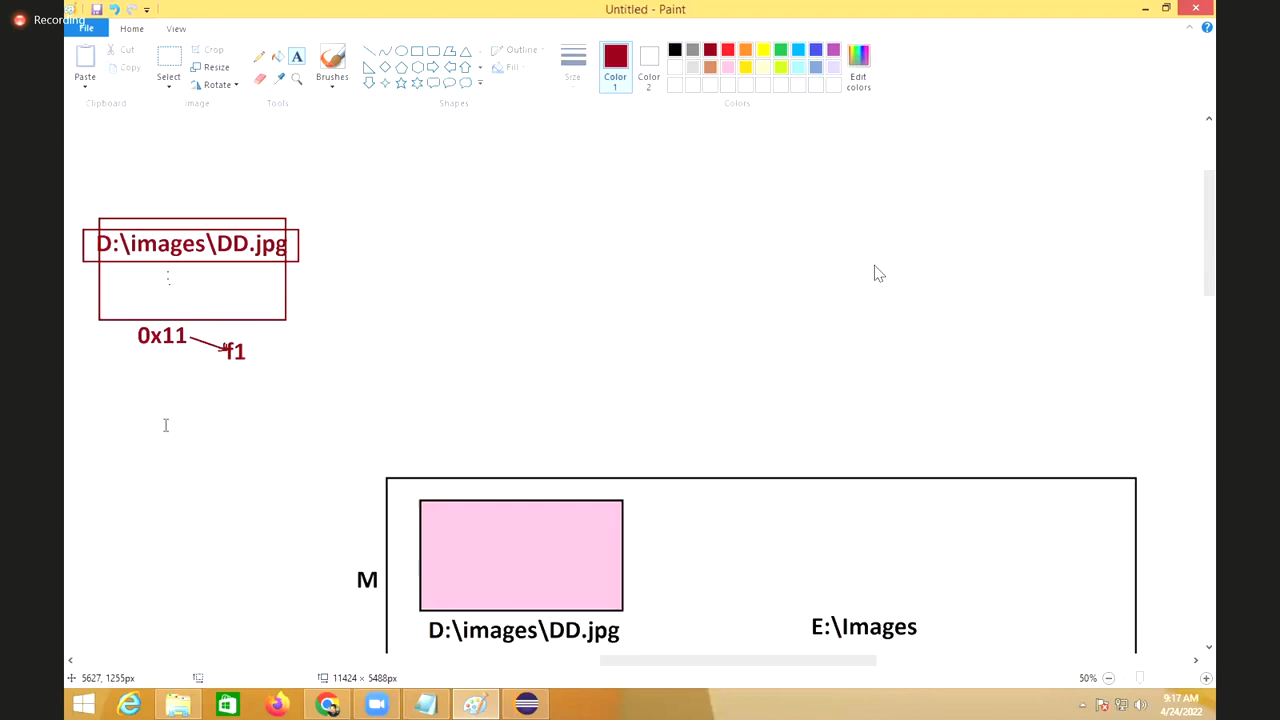 Recording
Untitled - Paint
File
Home
View
Paste
Cut
Copy
Clipboard
Select
Crop
Resize
Rotate
Image
A
Tools
Brushes
Shapes
Outline
Fill
Size
Color 1
Color 2
Edit colors
Colors
D:\images\DD.jpg
0x11
f1
M
D:\images\DD.jpg
E:\Images
5627, 1255px
11424 × 5488px
50%
9:17 AM
4/24/2022